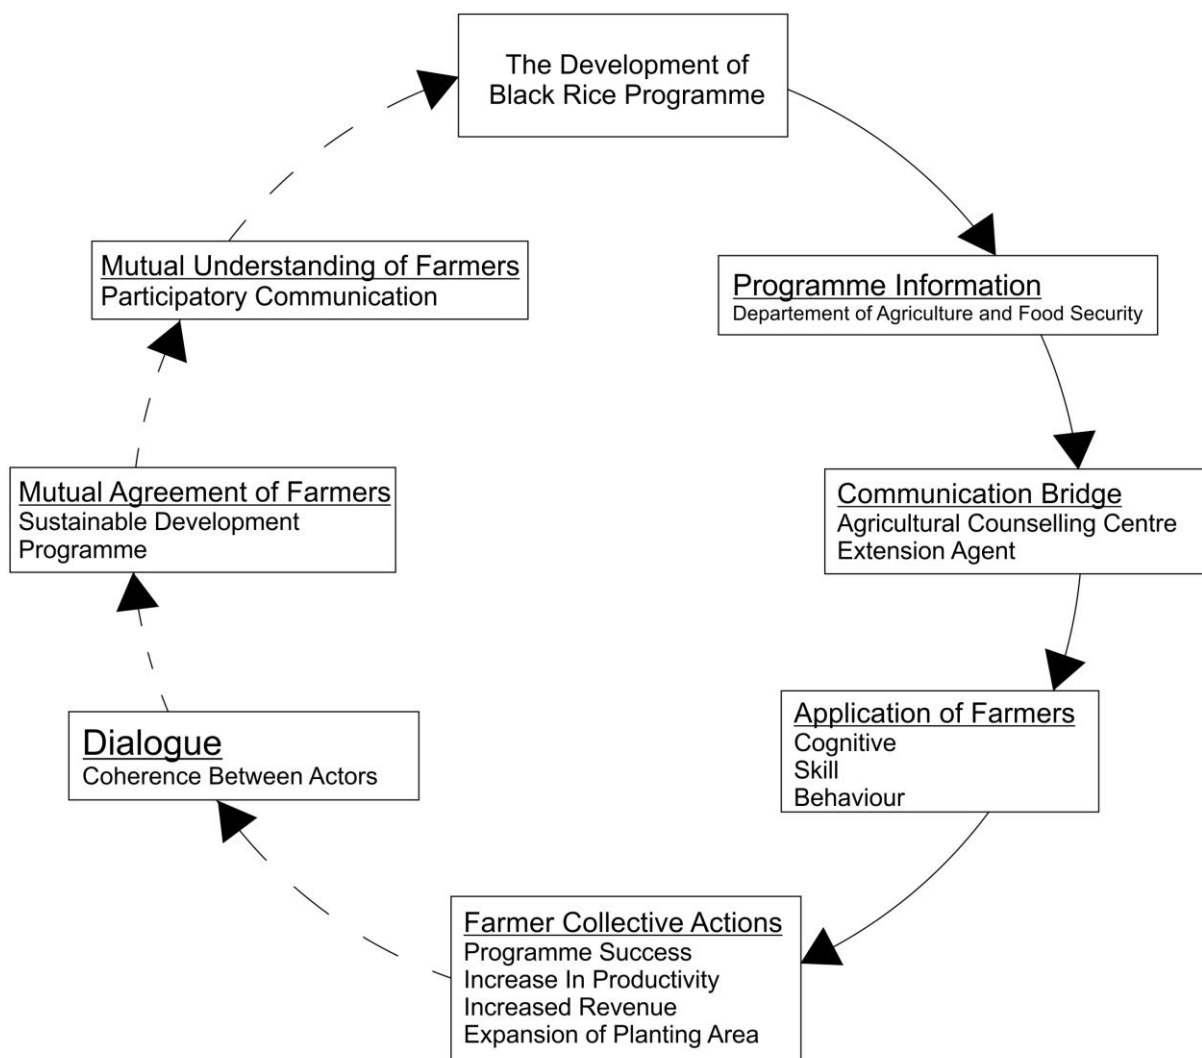 The Development of
Black Rice Programme
Programme Information
Departement of Agriculture and Food Security
Communication Bridge
Agricultural Counselling Centre
Extension Agent
Application of Farmers
Cognitive
Skill
Behaviour
Farmer Collective Actions
Programme Success
Increase In Productivity
Increased Revenue
Expansion of Planting Area
Dialogue
Coherence Between Actors
Mutual Agreement of Farmers
Sustainable Development
Programme
Mutual Understanding of Farmers
Participatory Communication